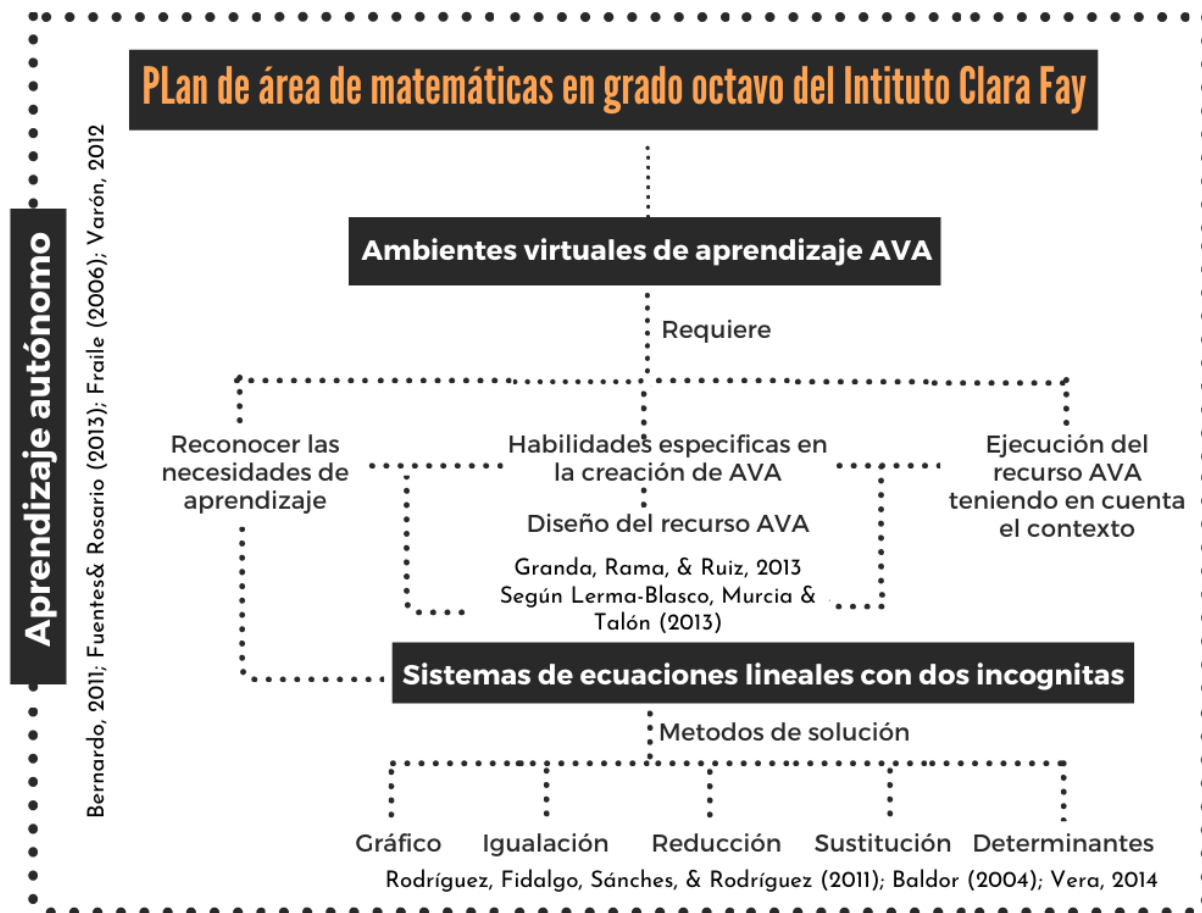 PLan de área de matemáticas en grado octavo del Intituto Clara Fay
Aprendizaje autónomo
Bernardo, 2011; Fuentes& Rosario (2013); Fraile (2006); Varón, 2012
Ambientes virtuales de aprendizaje AVA
Requiere
Reconocer las
necesidades de
aprendizaje
Habilidades especificas en
la creación de AVA
Diseño del recurso AVA
Granda, Rama, & Ruiz, 2013
Según Lerma-Blasco, Murcia &
Talón (2013)
Ejecución del
recurso AVA
teniendo en cuenta
el contexto
Sistemas de ecuaciones lineales con dos incognitas
Metodos de solución
Gráfico Igualación Reducción Sustitución Determinantes
Rodríguez, Fidalgo, Sánches, & Rodríguez (2011); Baldor (2004); Vera, 2014